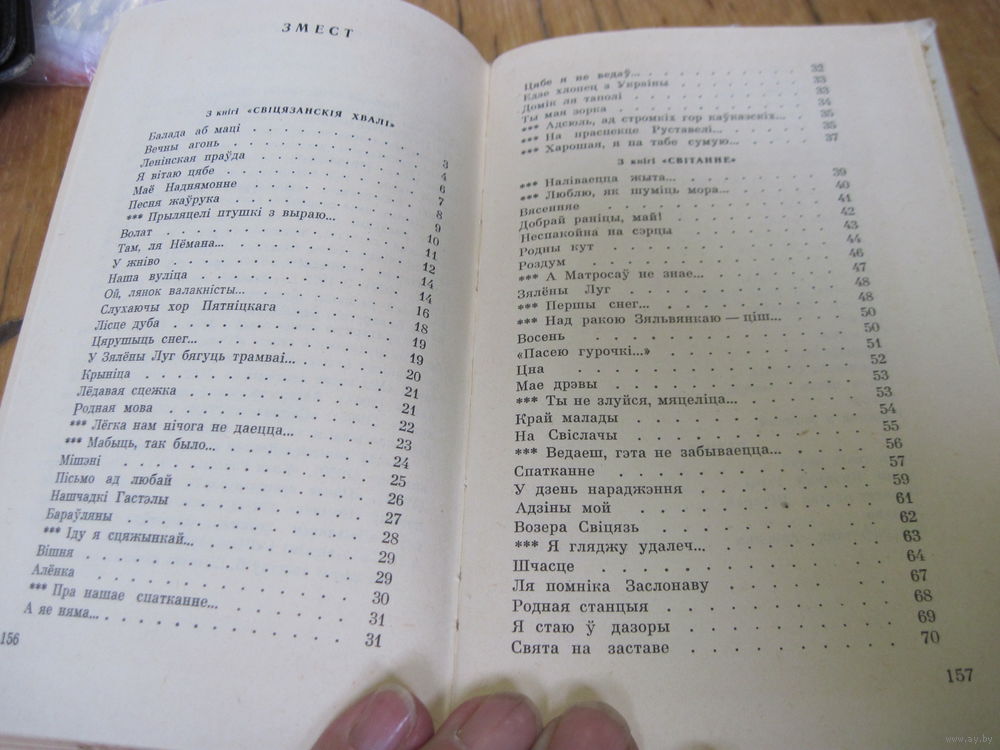 ЗМЕСТ
З кнігі «СВІЦЯЗАНСКІЯ ХВАЛІ»
Балада аб маці . . . . . . . . 3
Вечны агонь . . . . . . . . 4
Ленінская праўда . . . . . . . . 6
Я вітаю цябе . . . . . . . . 7
Маё Наднямонне . . . . . . . . 8
Песня жаўрука . . . . . . . . 9
*** Прыляцелі птушкі з выраю... . . . . 10
Волат . . . . . . . . 11
Там, ля Нёмана... . . . . . . . 12
У жніво . . . . . . . . 14
Наша вуліца . . . . . . . . 14
Ой, лянок валакністы... . . . . . . 16
Слухаючы хор Пятніцкага . . . . . . 18
Лісце дуба . . . . . . . . 19
Цярушыць снег... . . . . . . . 19
У Зялёны Луг бягуць трамваі... . . . . 20
Крыніца . . . . . . . . 21
Лёдавая сцежка . . . . . . . . 21
Родная мова . . . . . . . . 22
*** Лёгка нам нічога не даецца... . . . . 23
*** Мабыць, так было... . . . . . . 24
Мішэні . . . . . . . . 25
Пісьмо ад любай . . . . . . . . 26
Нашчадкі Гастэлы . . . . . . . . 27
Бараўляны . . . . . . . . 28
*** Іду я сцяжынкай... . . . . . . 29
Вішня . . . . . . . . 29
Алёнка . . . . . . . . 30
*** Пра нашае спатканне... . . . . . 31
А яе няма... . . . . . . . . 31
156
Цябе я не ведаў... . . . . . . . 32
Едзе хлопец з Украіны . . . . . . 33
Домік ля таполі . . . . . . . 33
Ты мая зорка . . . . . . . 34
*** Адсюль, ад стромкіх гор каўказскіх... . . 35
*** На праспекце Руставелі... . . . . 35
*** Харошая, я па табе сумую... . . . . 37
З кнігі «СВІТАННЕ»
*** Наліваецца жыта... . . . . . . 39
*** Люблю, як шуміць мора... . . . . 40
Вясенняе . . . . . . . . 41
Добрай раніцы, май! . . . . . . 42
Неспакойна на сэрцы . . . . . . 43
Родны кут . . . . . . . . 44
Роздум . . . . . . . . 46
*** А Матросаў не знае... . . . . . 47
Зялёны Луг . . . . . . . . 48
*** Першы снег... . . . . . . . 48
*** Над ракою Зяльвянкаю — ціш... . . . 50
Восень . . . . . . . . 50
«Пасею гурочкі...» . . . . . . . 51
Цна . . . . . . . . 52
Мае дрэвы . . . . . . . . 53
*** Ты не злуйся, мяцеліца... . . . . 53
Край малады . . . . . . . . 54
На Свіслачы . . . . . . . . 55
*** Ведаеш, гэта не забываецца... . . . 56
Спатканне . . . . . . . . 57
У дзень нараджэння . . . . . . 59
Адзіны мой . . . . . . . . 61
Возера Свіцязь . . . . . . . 62
*** Я гляджу удалеч... . . . . . . 63
Шчасце . . . . . . . . 64
Ля помніка Заслонаву . . . . . . 67
Родная станцыя . . . . . . . 68
Я стаю ў дазоры . . . . . . . 69
Свята на заставе . . . . . . . 70
157
www.ay.by